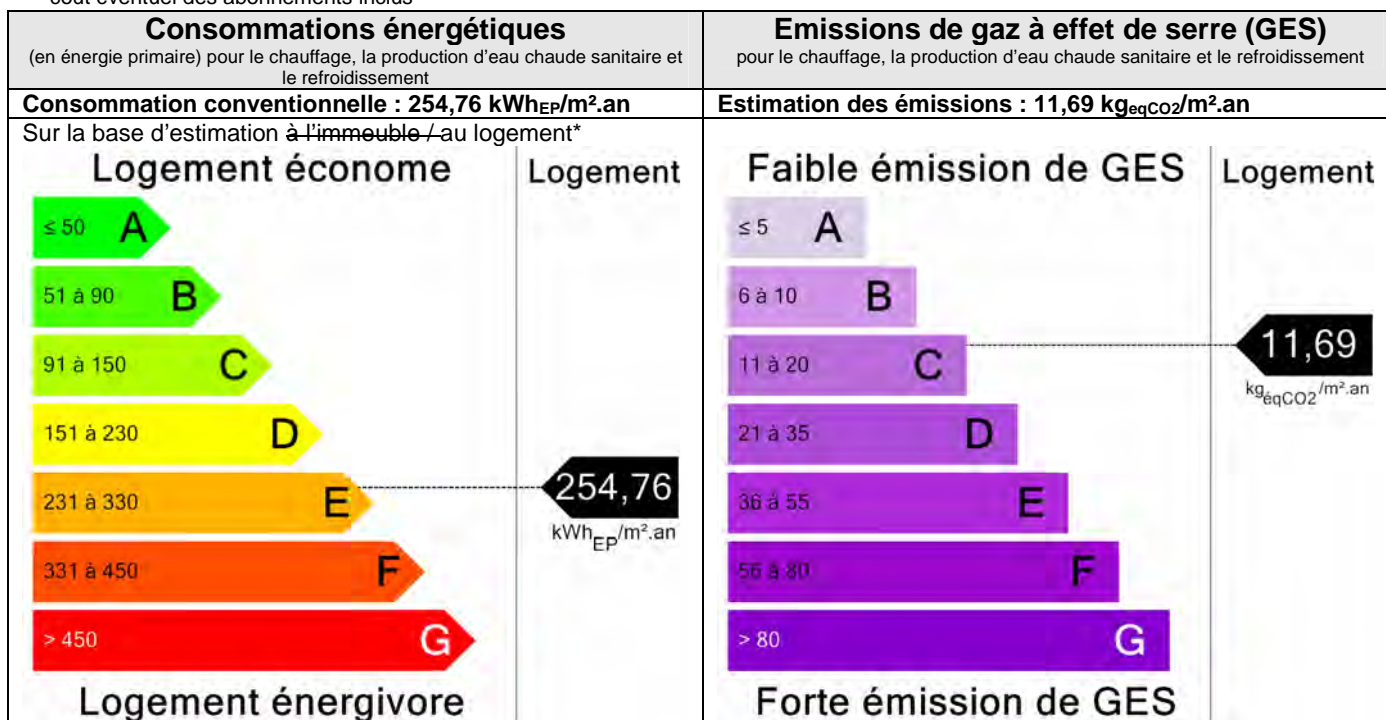 coût éventuel des abonnements inclus
Consommations énergétiques
(en énergie primaire) pour le chauffage, la production d'eau chaude sanitaire et
le refroidissement
Consommation conventionnelle : 254,76 kWhEP/m².an
Sur la base d'estimation à l'immeuble / au logement*
Logement économe
Logement
≤ 50 A
51 à 90 B
91 à 150 C
151 à 230 D
231 à 330 E
254,76
kWhEP/m².an
331 à 450 F
> 450 G
Logement énergivore
Emissions de gaz à effet de serre (GES)
pour le chauffage, la production d'eau chaude sanitaire et le refroidissement
Estimation des émissions : 11,69 kgeqCO2/m².an
Faible émission de GES
Logement
≤ 5 A
6 à 10 B
11 à 20 C
11,69
kgéqCO2/m².an
21 à 35 D
36 à 55 E
56 à 80 F
> 80 G
Forte émission de GES